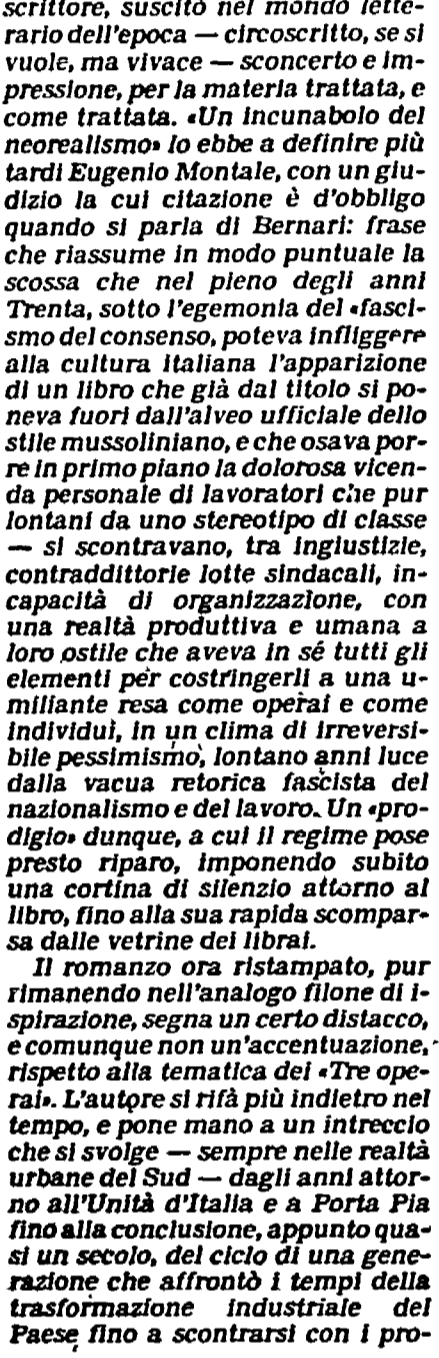 scrittore, suscitò nel mondo lette-
rario dell'epoca — circoscritto, se si
vuole, ma vivace — sconcerto e im-
pressione, per la materia trattata, e
come trattata. «Un incunabolo del
neorealismo» lo ebbe a definire più
tardi Eugenio Montale, con un giu-
dizio la cui citazione è d'obbligo
quando si parla di Bernari: frase
che riassume in modo puntuale la
scossa che nel pieno degli anni
Trenta, sotto l'egemonia del «fasci-
smo del consenso, poteva infliggere
alla cultura italiana l'apparizione
di un libro che già dal titolo si po-
neva fuori dall'alveo ufficiale dello
stile mussoliniano, e che osava por-
re in primo piano la dolorosa vicen-
da personale di lavoratori che pur
lontani da uno stereotipo di classe
— si scontravano, tra ingiustizie,
contraddittorie lotte sindacali, in-
capacità di organizzazione, con
una realtà produttiva e umana a
loro ostile che aveva in sé tutti gli
elementi per costringerli a una u-
miliante resa come operai e come
individui, in un clima di irreversi-
bile pessimismo, lontano anni luce
dalla vacua retorica fascista del
nazionalismo e del lavoro. Un «pro-
digio» dunque, a cui il regime pose
presto riparo, imponendo subito
una cortina di silenzio attorno al
libro, fino alla sua rapida scompar-
sa dalle vetrine dei librai.
Il romanzo ora ristampato, pur
rimanendo nell'analogo filone di i-
spirazione, segna un certo distacco,
e comunque non un'accentuazione,
rispetto alla tematica dei «Tre ope-
rai». L'autore si rifà più indietro nel
tempo, e pone mano a un intreccio
che si svolge — sempre nelle realtà
urbane del Sud — dagli anni attor-
no all'Unità d'Italia e a Porta Pia
fino alla conclusione, appunto qua-
si un secolo, del ciclo di una gene-
razione che affrontò i tempi della
trasformazione industriale del
Paese fino a scontrarsi con i pro-